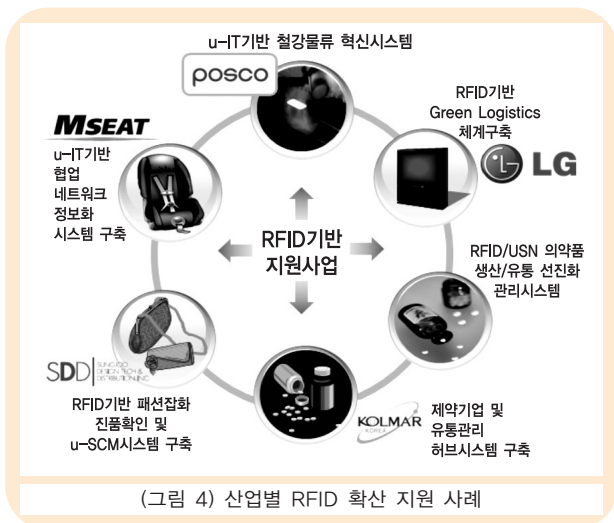 u-IT기반 철강물류 혁신시스템
posco
RFID기반
Green Logistics
체계구축
LG
MSEAT
u-IT기반
협업
네트워크
정보화
시스템 구축
RFID기반
지원사업
RFID/USN 의약품
생산/유통 선진화
관리시스템
SDD
DESIGN TECH &
DISTRIBUTION, INC
RFID기반 패션잡화
진품확인 및
u-SCM시스템 구축
KOLMAR
KOREA
제약기업 및
유통관리
허브시스템 구축
(그림 4) 산업별 RFID 확산 지원 사례